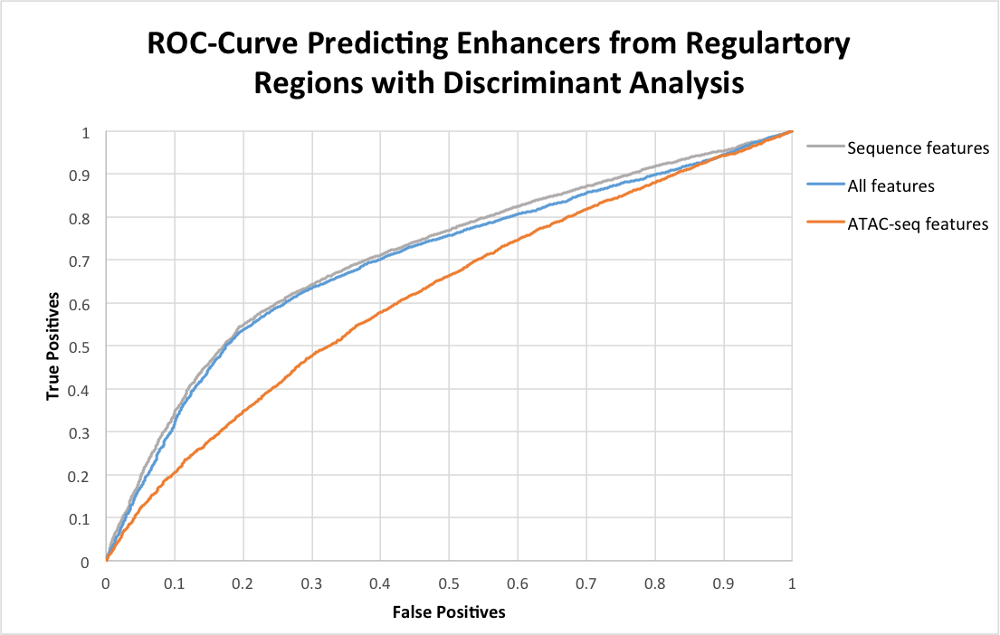 ROC-Curve Predicting Enhancers from Regulartory
Regions with Discriminant Analysis
1
0.9
0.8
0.7
0.6
0.5
0.4
0.3
0.2
0.1
0
True Positives
0 0.1 0.2 0.3 0.4 0.5 0.6 0.7 0.8 0.9 1
False Positives
Sequence features
All features
ATAC-seq features